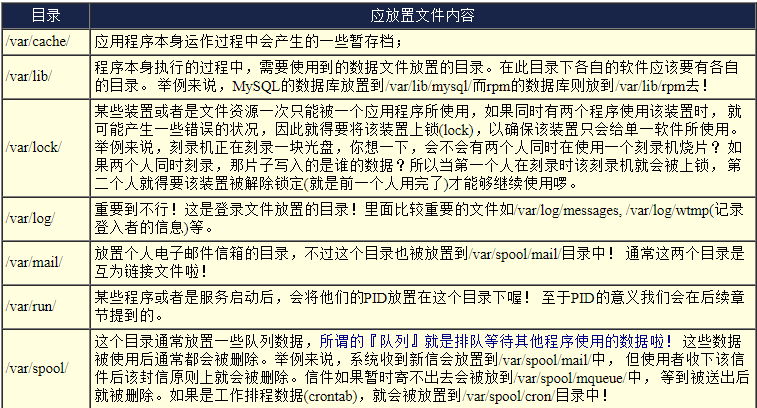 目录 应放置文件内容
/var/cache/ 应用程序本身运作过程中会产生的一些暂存档；
/var/lib/ 程序本身执行的过程中，需要使用到的数据文件放置的目录。在此目录下各自的软件应该要有各自
的目录。 举例来说，MySQL的数据库放置到/var/lib/mysql/而rpm的数据库则放到/var/lib/rpm去！
/var/lock/ 某些装置或者是文件资源一次只能被一个应用程序所使用，如果同时有两个程序使用该装置时， 就
可能产生一些错误的状况，因此就得要将该装置上锁(lock)，以确保该装置只会给单一软件所使用。
举例来说，刻录机正在刻录一块光盘，你想一下，会不会有两个人同时在使用一个刻录机烧片？ 如
果两个人同时刻录，那片子写入的是谁的数据？所以当第一个人在刻录时该刻录机就会被上锁， 第
二个人就得要该装置被解除锁定(就是前一个人用完了)才能够继续使用啰。
/var/log/ 重要到不行！这是登录文件放置的目录！里面比较重要的文件如/var/log/messages, /var/log/wtmp(记录
登入者的信息)等。
/var/mail/ 放置个人电子邮件信箱的目录，不过这个目录也被放置到/var/spool/mail/目录中！ 通常这两个目录是
互为链接文件啦！
/var/run/ 某些程序或者是服务启动后，会将他们的PID放置在这个目录下喔！ 至于PID的意义我们会在后续章
节提到的。
/var/spool/ 这个目录通常放置一些队列数据，所谓的『队列』就是排队等待其他程序使用的数据啦！ 这些数据
被使用后通常都会被删除。举例来说，系统收到新信会放置到/var/spool/mail/中， 但使用者收下该信
件后该封信原则上就会被删除。信件如果暂时寄不出去会被放到/var/spool/mqueue/中， 等到被送出后
就被删除。如果是工作排程数据(crontab)，就会被放置到/var/spool/cron/目录中！